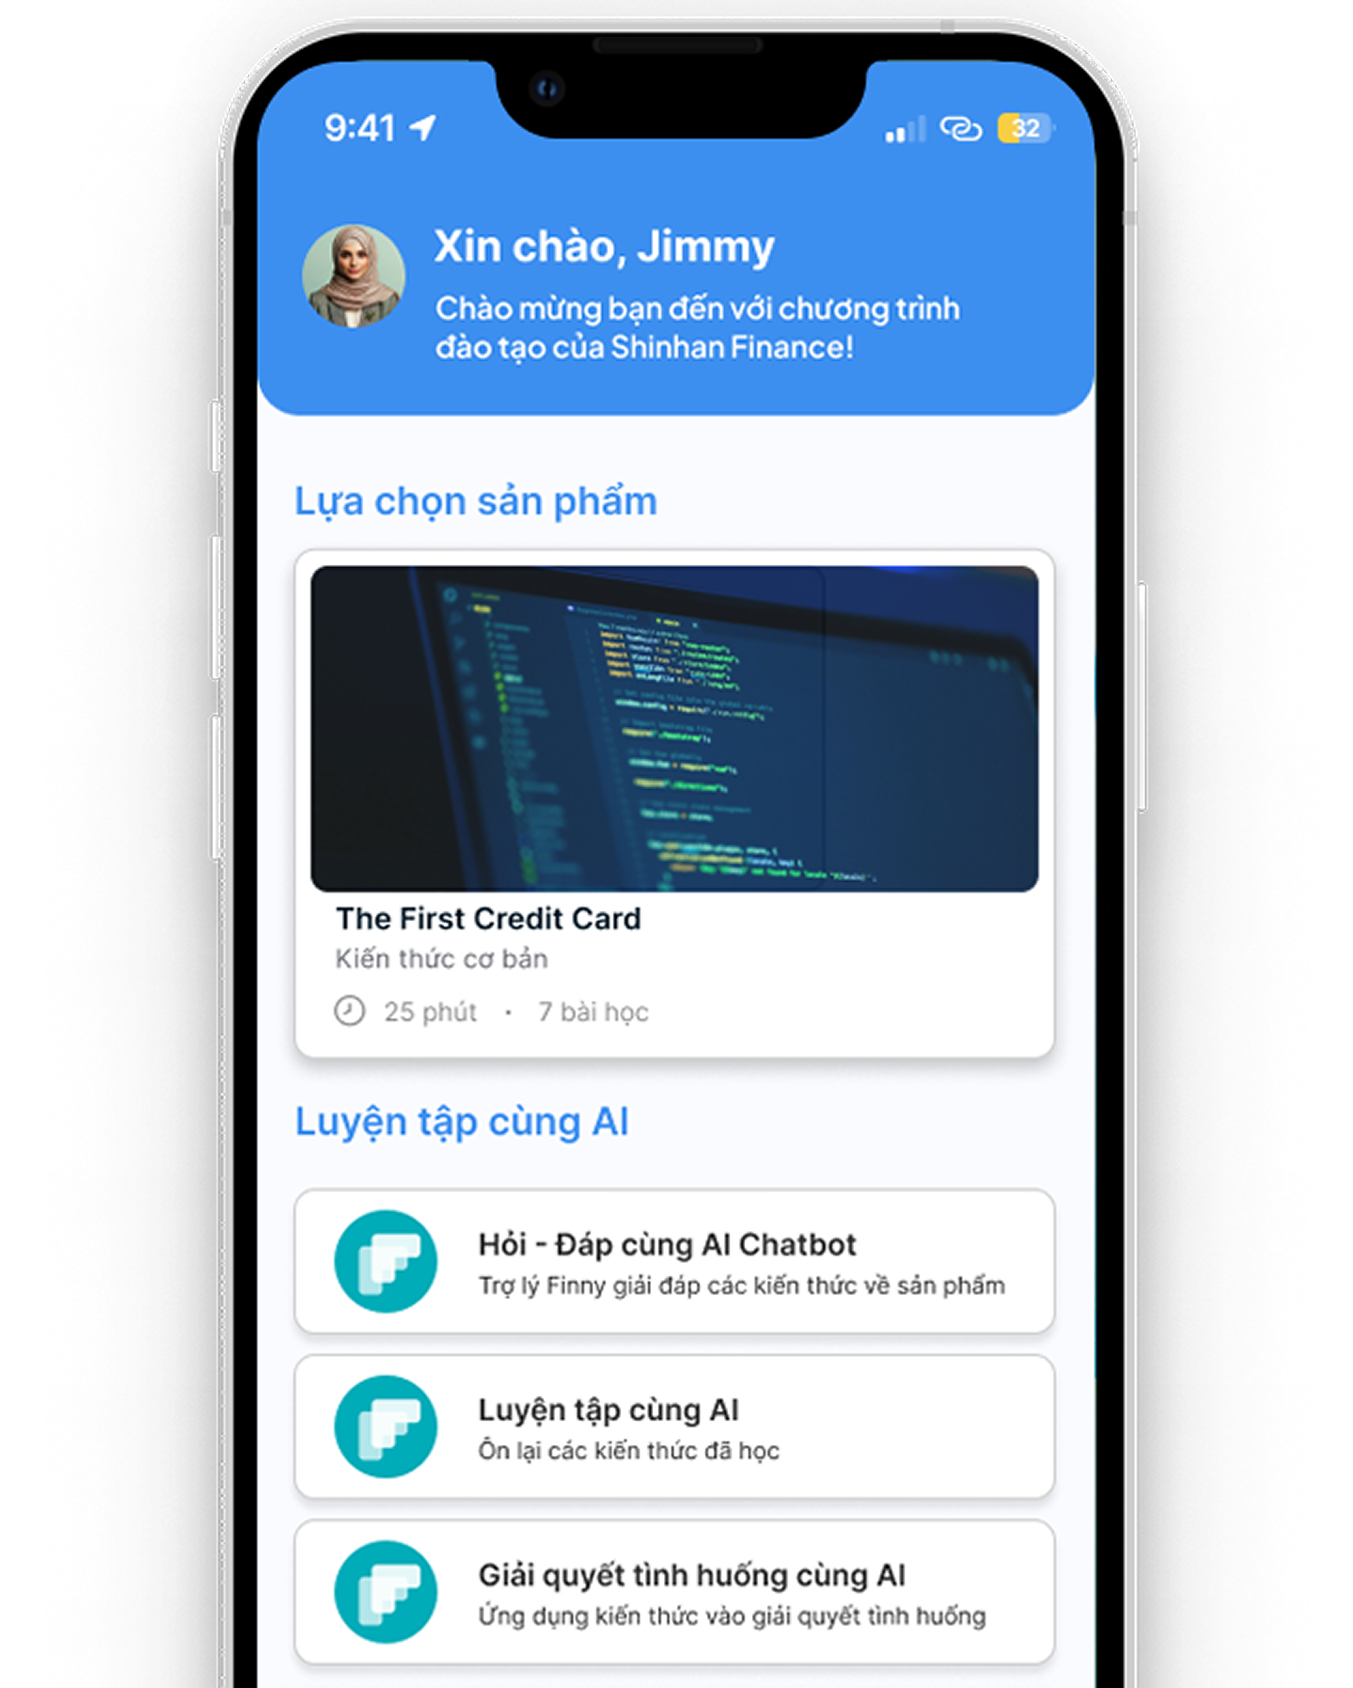 9:41
32
Xin chào, Jimmy
Chào mừng bạn đến với chương trình
đào tạo của Shinhan Finance!
Lựa chọn sản phẩm
The First Credit Card
Kiến thức cơ bản
25 phút · 7 bài học
Luyện tập cùng AI
Hỏi - Đáp cùng AI Chatbot
Trợ lý Finny giải đáp các kiến thức về sản phẩm
Luyện tập cùng AI
Ôn lại các kiến thức đã học
Giải quyết tình huống cùng AI
Ứng dụng kiến thức vào giải quyết tình huống